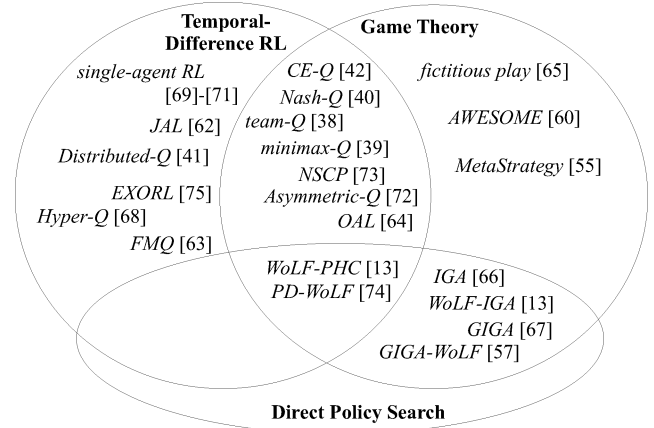 Temporal-
Difference RL
Game Theory
single-agent RL
[69]-[71]
JAL [62]
Distributed-Q [41]
EXORL [75]
Hyper-Q [68]
FMQ [63]
CE-Q [42]
Nash-Q [40]
team-Q [38]
minimax-Q [39]
NSCP [73]
Asymmetric-Q [72]
OAL [64]
fictitious play [65]
AWESOME [60]
MetaStrategy [55]
WoLF-PHC [13]
PD-WoLF [74]
IGA [66]
WoLF-IGA [13]
GIGA [67]
GIGA-WoLF [57]
Direct Policy Search